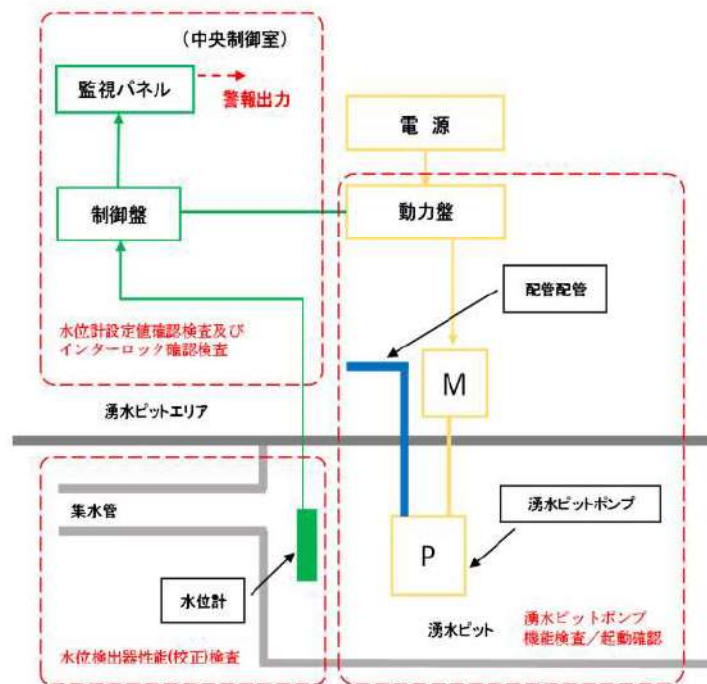 (中央制御室)
監視パネル
警報出力
電 源
制御盤
動力盤
配管配管
水位計設定値確認検査及び
インターロック確認検査
M
湧水ピットエリア
集水管
湧水ピットポンプ
P
水位計
湧水ピット
湧水ピットポンプ
機能検査/起動確認
水位検出器性能(校正)検査